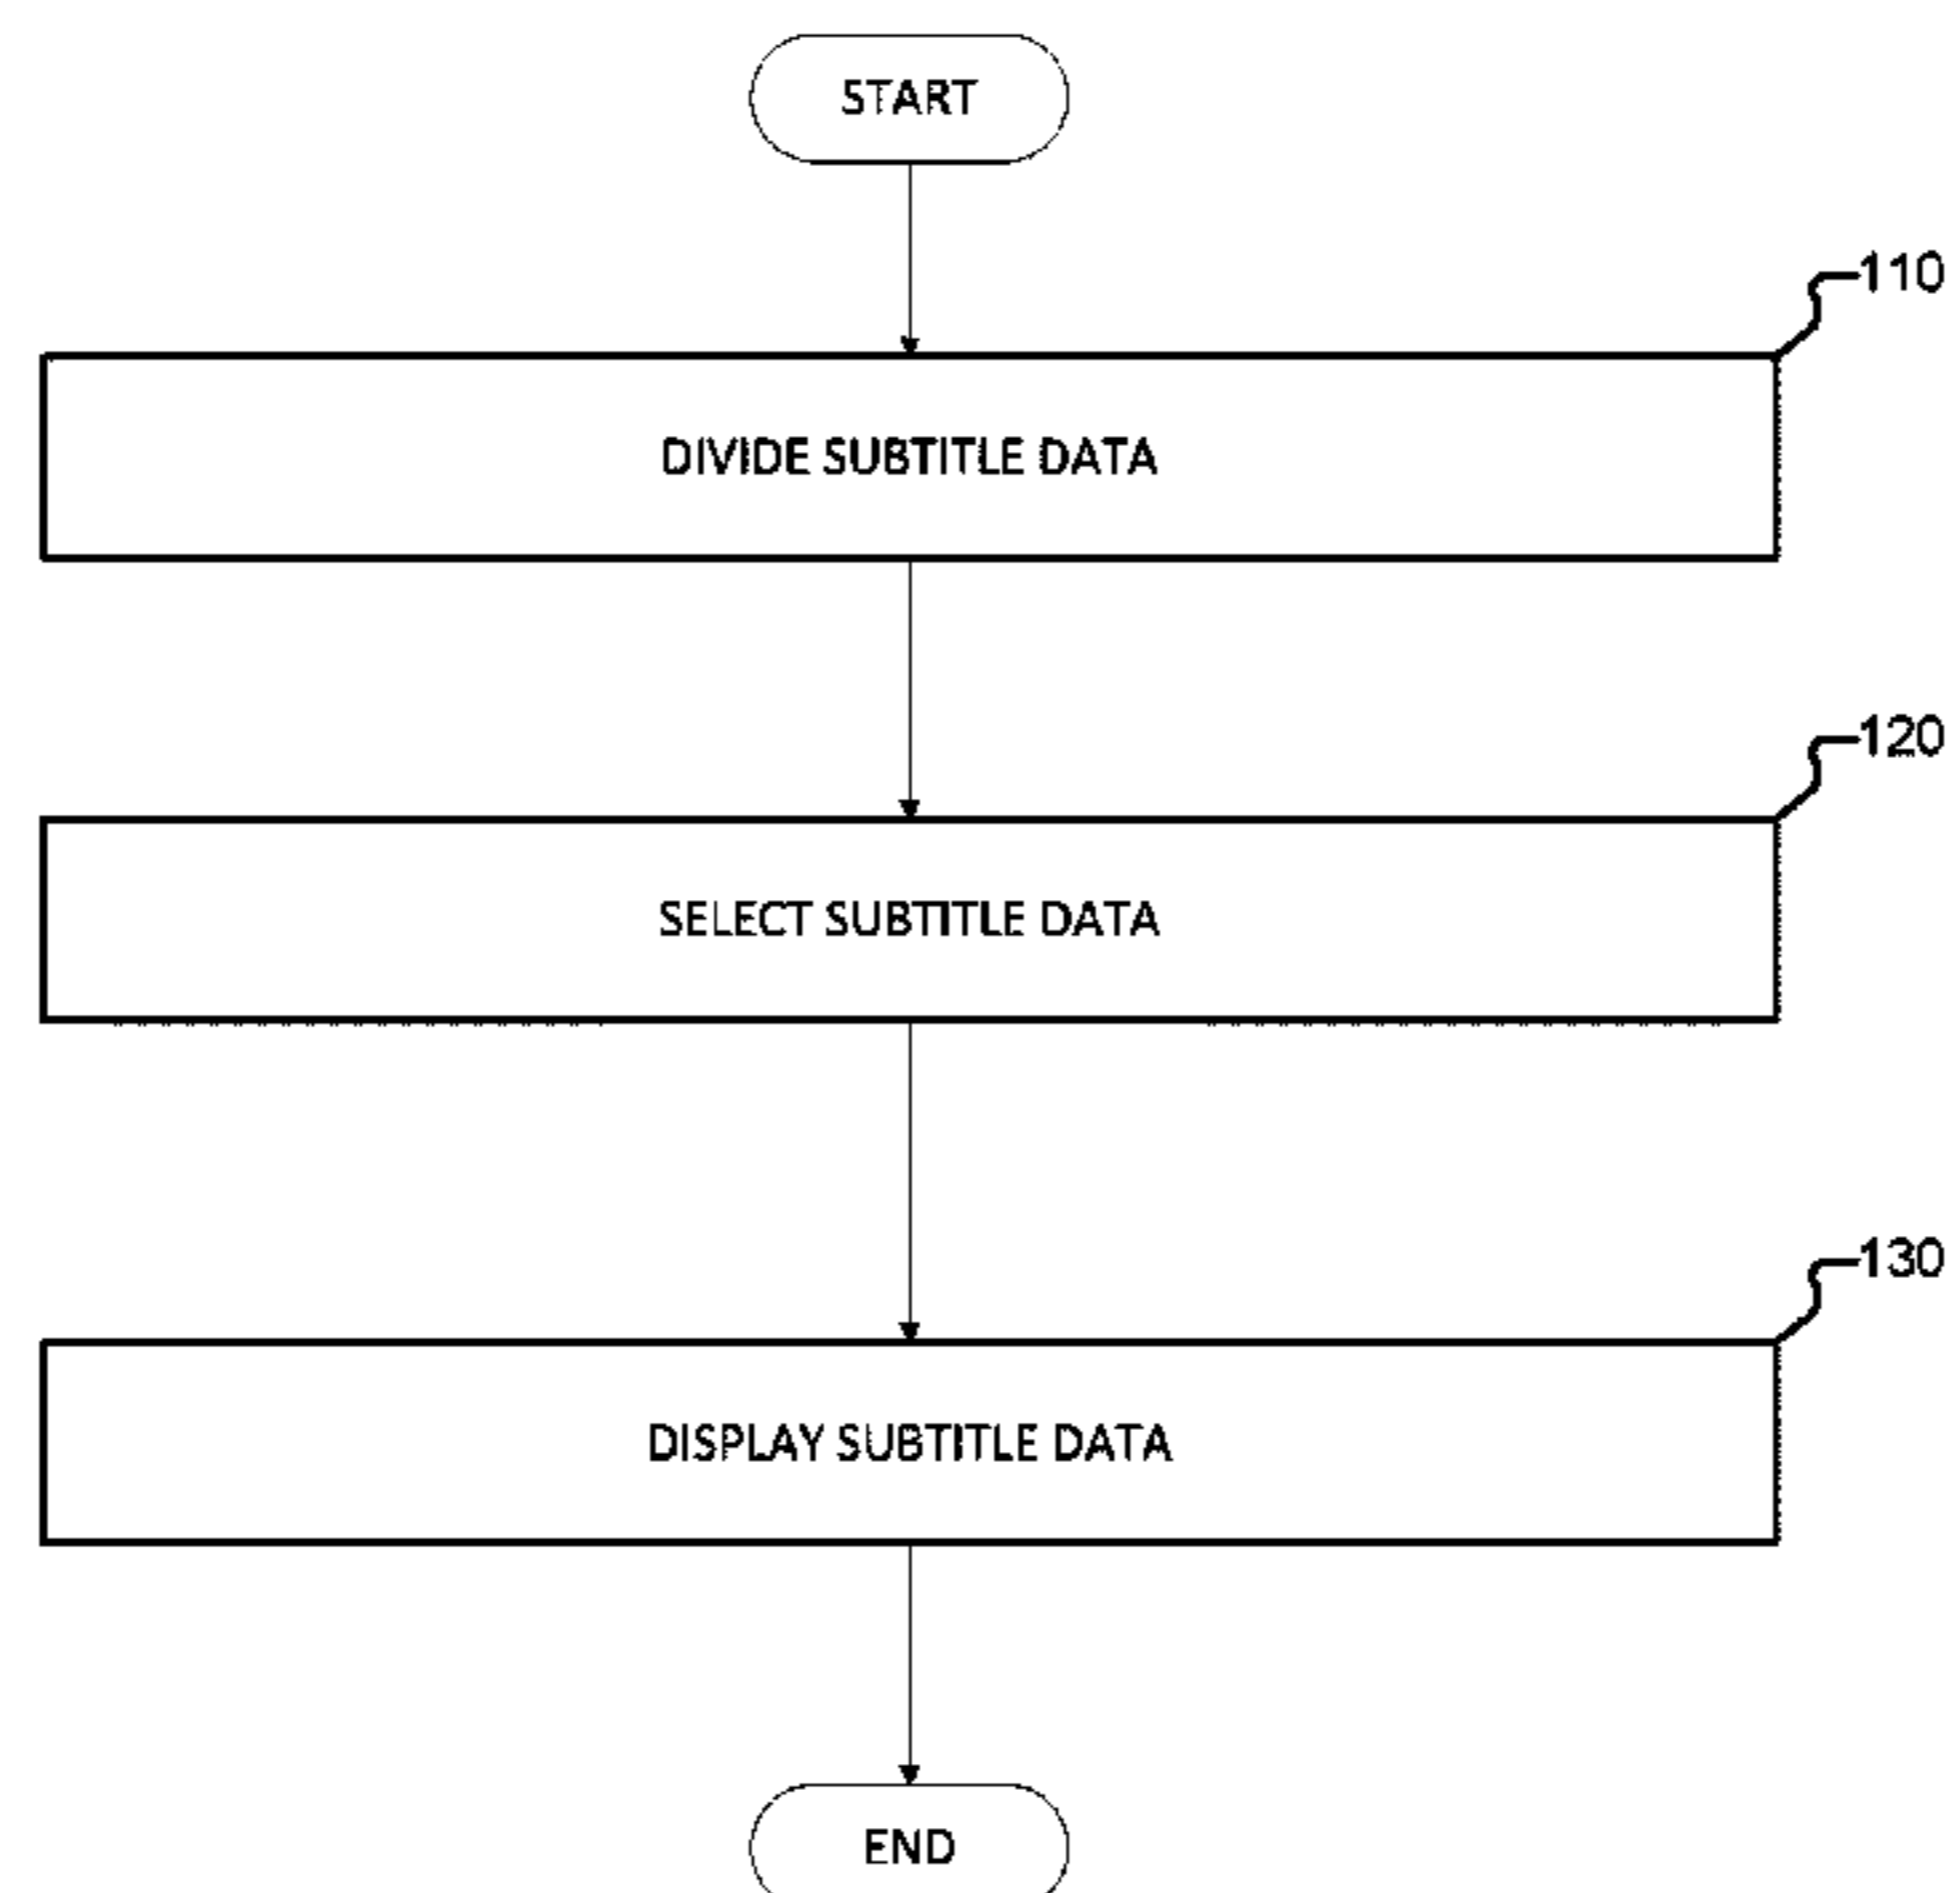 START
110
DIVIDE SUBTITLE DATA
120
SELECT SUBTITLE DATA
130
DISPLAY SUBTITLE DATA
END